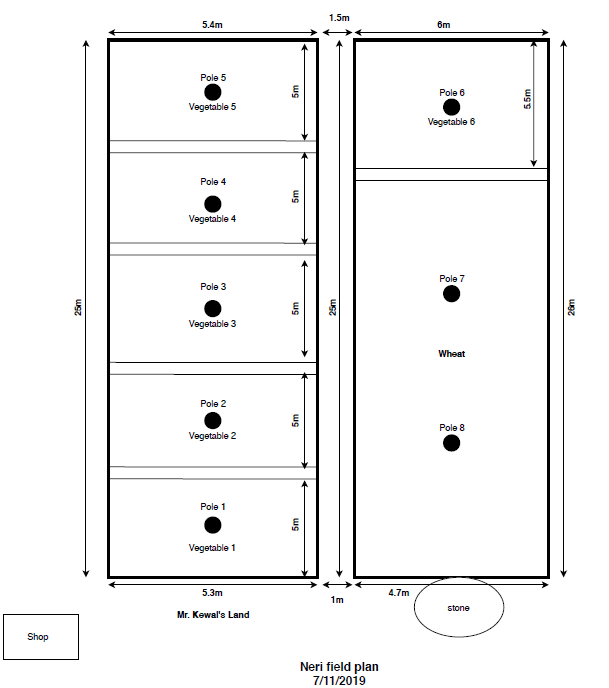 5.4m
1.5m
6m
Pole 5
Vegetable 5
5m
Pole 6
Vegetable 6
5.5m
Pole 4
Vegetable 4
5m
Pole 3
Vegetable 3
5m
25m
25m
Pole 7
26m
Wheat
Pole 2
Vegetable 2
5m
Pole 8
Pole 1
Vegetable 1
5m
5.3m
1m
4.7m
stone
Mr. Kewal's Land
Shop
Neri field plan
7/11/2019